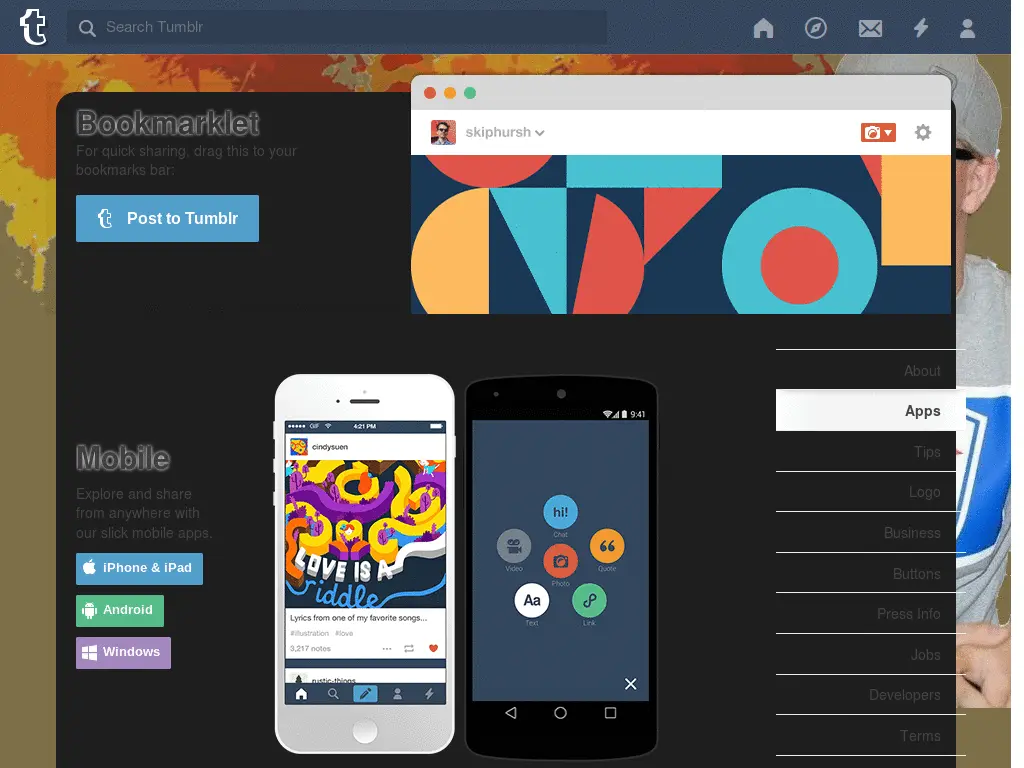 Search Tumblr
Bookmarklet
For quick sharing, drag this to your
bookmarks bar:
Post to Tumblr
skiphursh
About
Apps
Tips
Logo
Business
Buttons
Press Info
Jobs
Developers
Terms
Mobile
Explore and share
from anywhere with
our slick mobile apps.
iPhone & iPad
Android
Windows
GIF 4:21 PM
cindysuen
LOVE IS A
riddle
Lyrics from one of my favorite songs...
#illustration #love
3,217 notes
rustic-things
9:41
hi!
Chat
Video
Quote
Photo
Aa
Text
Link